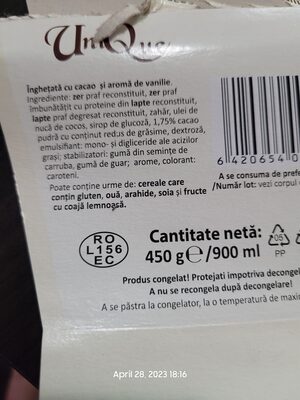 UniQue
Înghețată cu cacao și aromă de vanilie.
Ingrediente: zer praf reconstituit, zer praf
îmbunătățit cu proteine din lapte reconstituit,
lapte praf degresat reconstituit, zahăr, ulei de
nucă de cocos, sirop de glucoză, 1,75% cacao
pudră cu conținut redus de grăsime, dextroză,
emulsifiant: mono- și digliceride ale acizilor
grași; stabilizatori: gumă din semințe de
carruba, gumă de guar; arome, colorant:
caroteni.
Poate conține urme de: cereale care
conțin gluten, ouă, arahide, soia și fructe
cu coajă lemnoasă.
6 420654 0
A se consuma de prefe
/Număr lot: vezi corpul
RO
L156
EC
Cantitate netă:
450 g e/900 ml
05
PP
Produs congelat! Protejați împotriva decongel
A nu se recongela după decongelare!
A se păstra la congelator, la o temperatură de maxi
April 28, 2023 18:16